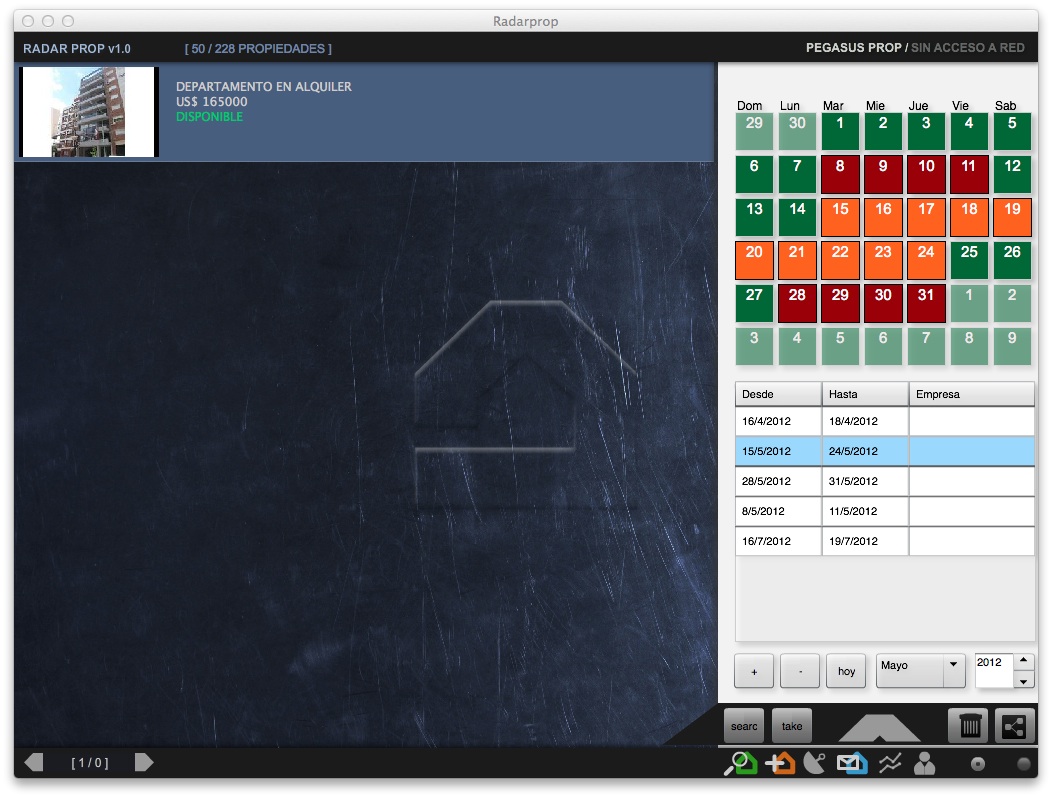 Radarprop
RADAR PROP v1.0 [ 50 / 228 PROPIEDADES ] PEGASUS PROP / SIN ACCESO A RED
DEPARTAMENTO EN ALQUILER
US$ 165000
DISPONIBLE
Dom Lun Mar Mie Jue Vie Sab
29 30 1 2 3 4 5
6 7 8 9 10 11 12
13 14 15 16 17 18 19
20 21 22 23 24 25 26
27 28 29 30 31 1 2
3 4 5 6 7 8 9
Desde Hasta Empresa
16/4/2012 18/4/2012
15/5/2012 24/5/2012
28/5/2012 31/5/2012
8/5/2012 11/5/2012
16/7/2012 19/7/2012
+ - hoy Mayo 2012
searc take
[ 1 / 0 ]